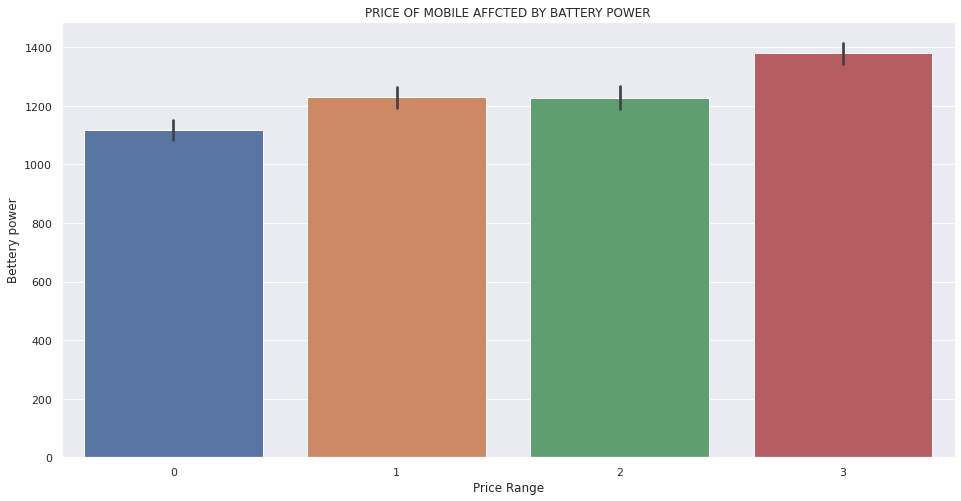 PRICE OF MOBILE AFFCTED BY BATTERY POWER
1400
1200
1000
800
600
400
200
0
Bettery power
0 1 2 3
Price Range